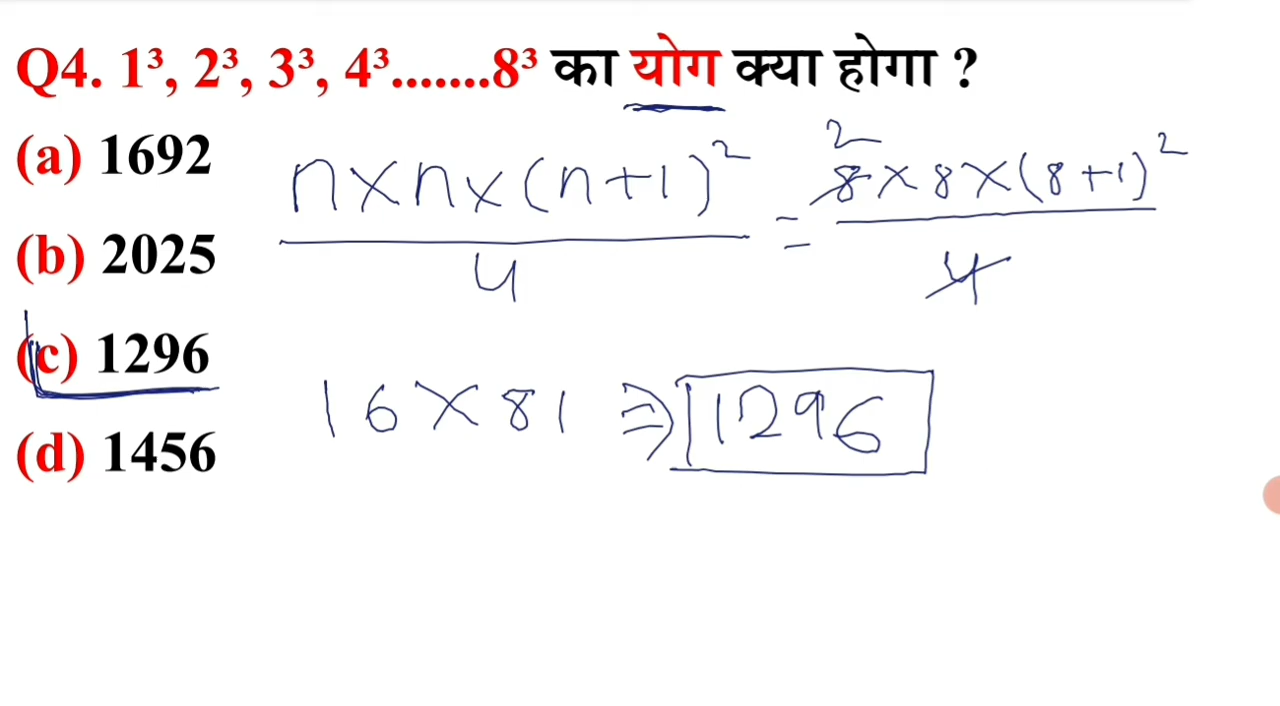 Q4. 1³, 2³, 3³, 4³.......8³ का योग क्या होगा ?
(a) 1692
(b) 2025
(c) 1296
(d) 1456
n×n×(n+1)²
4
= 8×8×(8+1)²
2
4
16×81 ⇒ 1296